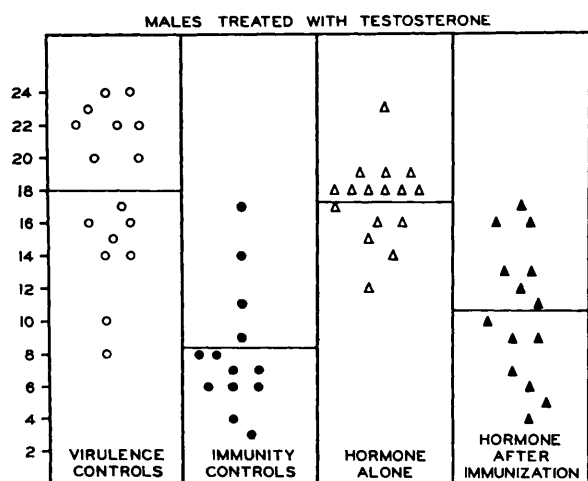 MALES TREATED WITH TESTOSTERONE
24
22
20
18
16
14
12
10
8
6
4
2
VIRULENCE
CONTROLS
IMMUNITY
CONTROLS
HORMONE
ALONE
HORMONE
AFTER
IMMUNIZATION